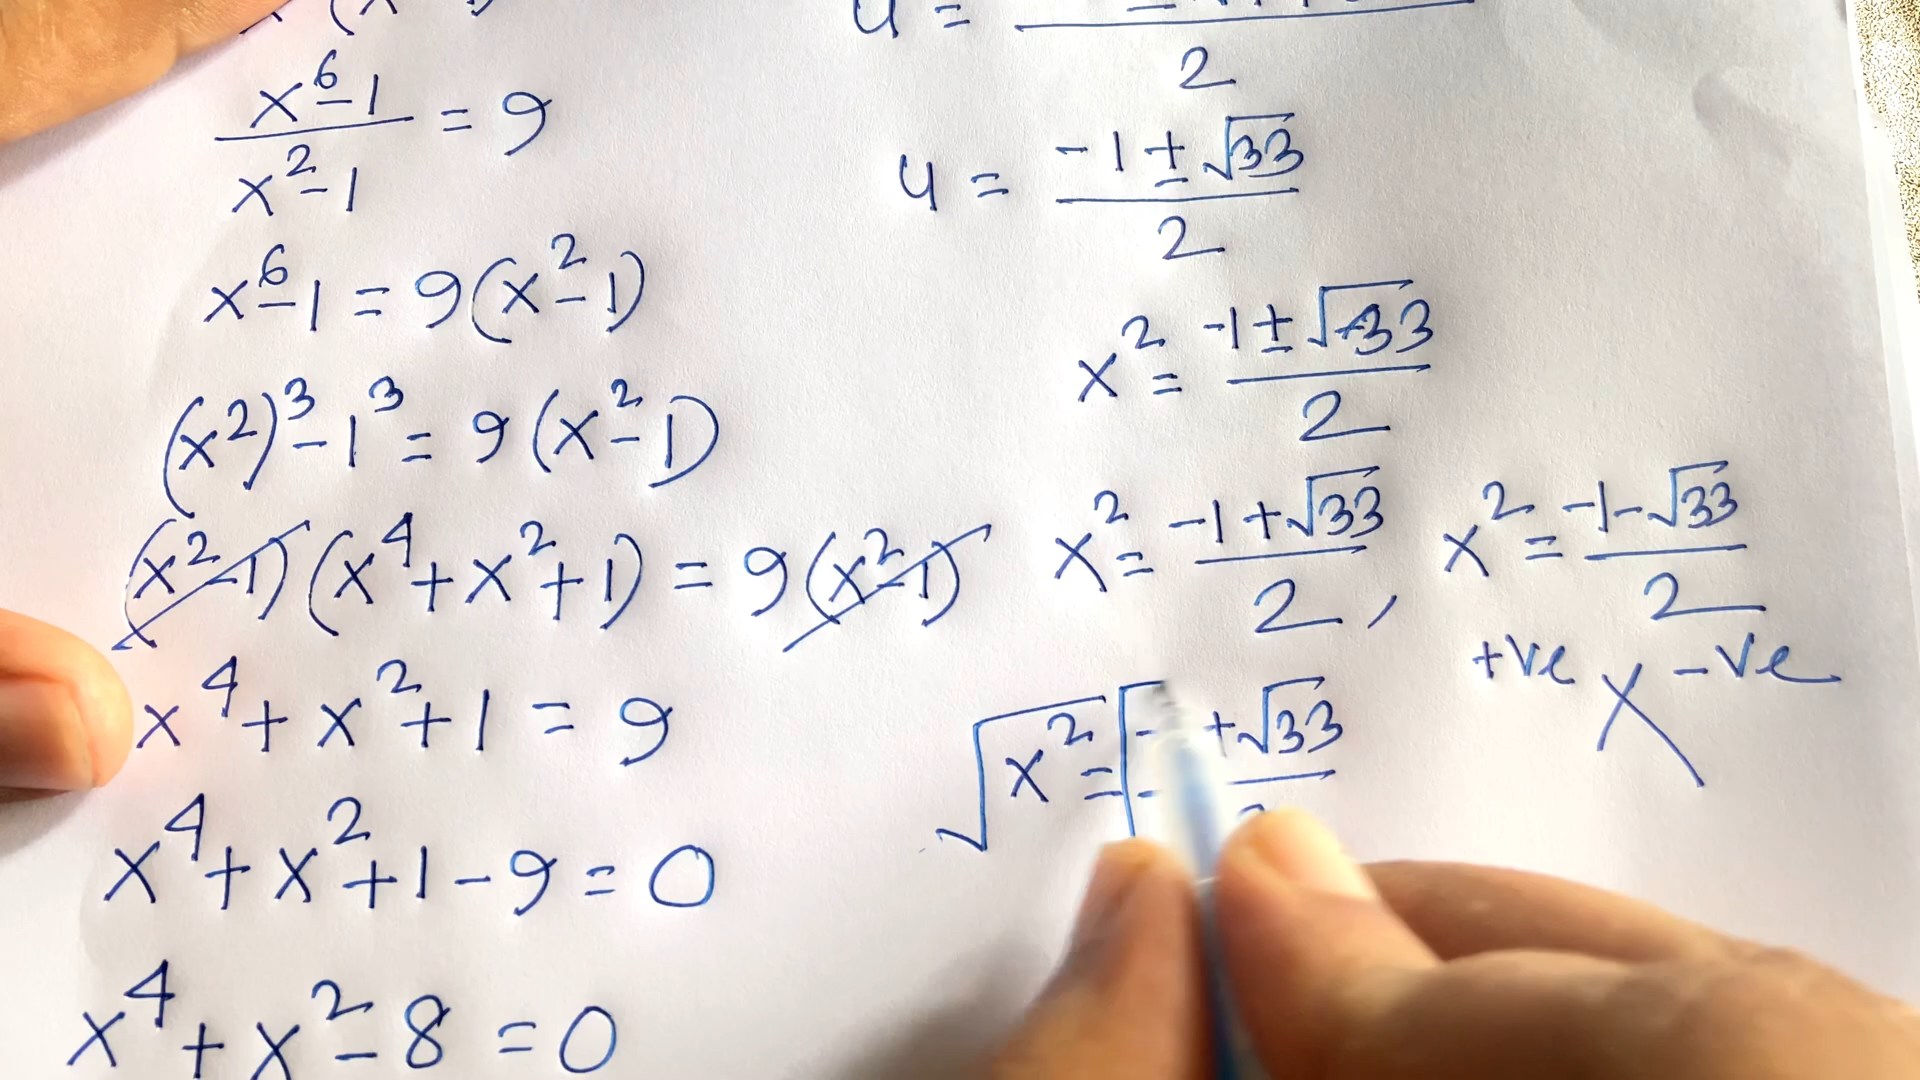 x⁶-1/x²-1 = 9
x⁶-1 = 9(x²-1)
(x²)³-1³ = 9(x²-1)
(x²-1)(x⁴+x²+1) = 9(x²-1)
x⁴+x²+1 = 9
x⁴+x²+1-9 = 0
x⁴+x²-8 = 0
u =
2
u = -1±√33/2
x² = -1±√33/2
x² = -1+√33/2, x² = -1-√33/2
+ve x -ve
√x² = √- +√33